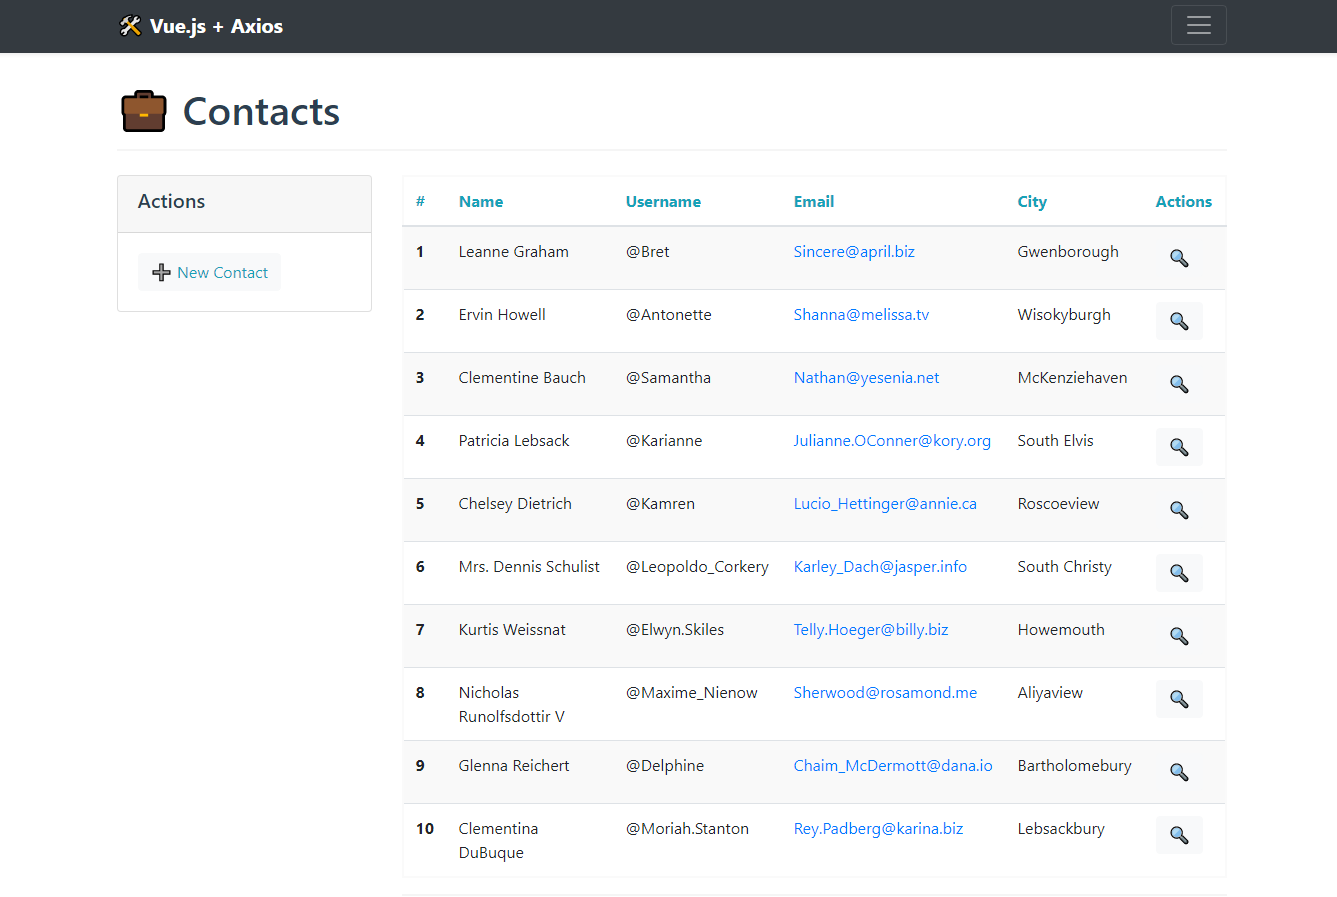 Vue.js + Axios
Contacts
Actions
New Contact
# Name Username Email City Actions
1 Leanne Graham @Bret Sincere@april.biz Gwenborough
2 Ervin Howell @Antonette Shanna@melissa.tv Wisokyburgh
3 Clementine Bauch @Samantha Nathan@yesenia.net McKenziehaven
4 Patricia Lebsack @Karianne Julianne.OConner@kory.org South Elvis
5 Chelsey Dietrich @Kamren Lucio_Hettinger@annie.ca Roscoeview
6 Mrs. Dennis Schulist @Leopoldo_Corkery Karley_Dach@jasper.info South Christy
7 Kurtis Weissnat @Elwyn.Skiles Telly.Hoeger@billy.biz Howemouth
8 Nicholas @Maxime_Nienow Sherwood@rosamond.me Aliyaview
Runolfsdottir V
9 Glenna Reichert @Delphine Chaim_McDermott@dana.io Bartholomebury
10 Clementina @Moriah.Stanton Rey.Padberg@karina.biz Lebsackbury
DuBuque